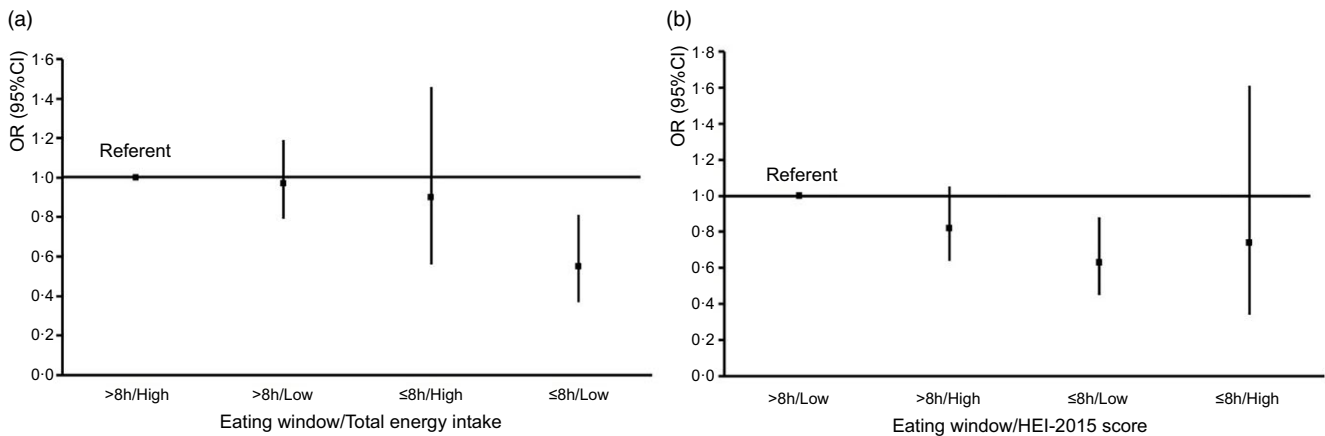 (a)
OR (95%CI)
1·6
1·4
1·2
1·0
0·8
0·6
0·4
0·2
0·0
Referent
>8h/High >8h/Low ≤8h/High ≤8h/Low
Eating window/Total energy intake
(b)
OR (95%CI)
1·8
1·6
1·4
1·2
1·0
0·8
0·6
0·4
0·2
0·0
Referent
>8h/Low >8h/High ≤8h/Low ≤8h/High
Eating window/HEI-2015 score